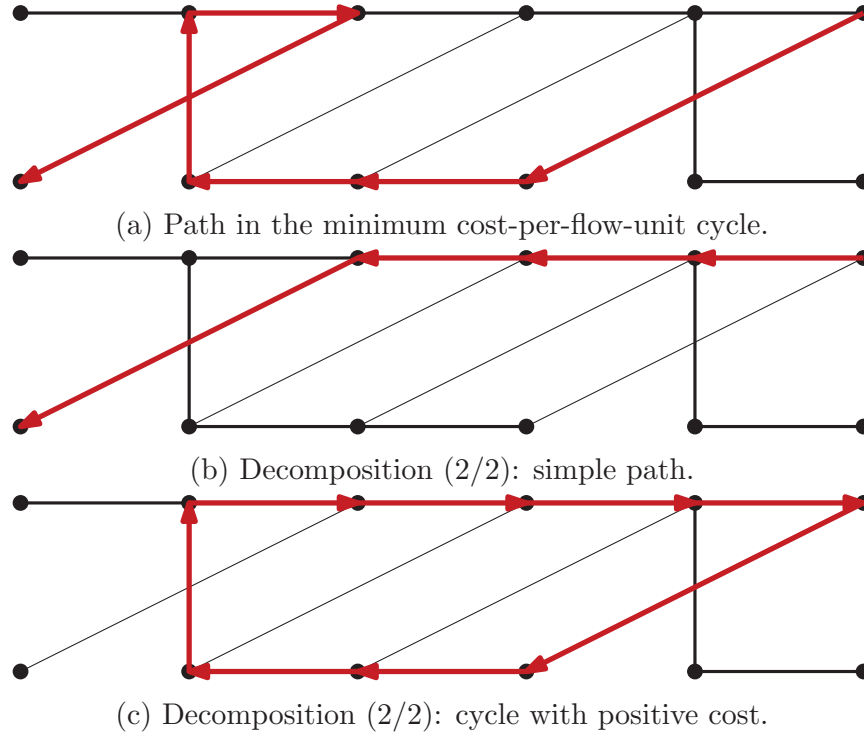 (a) Path in the minimum cost-per-flow-unit cycle.
(b) Decomposition (2/2): simple path.
(c) Decomposition (2/2): cycle with positive cost.